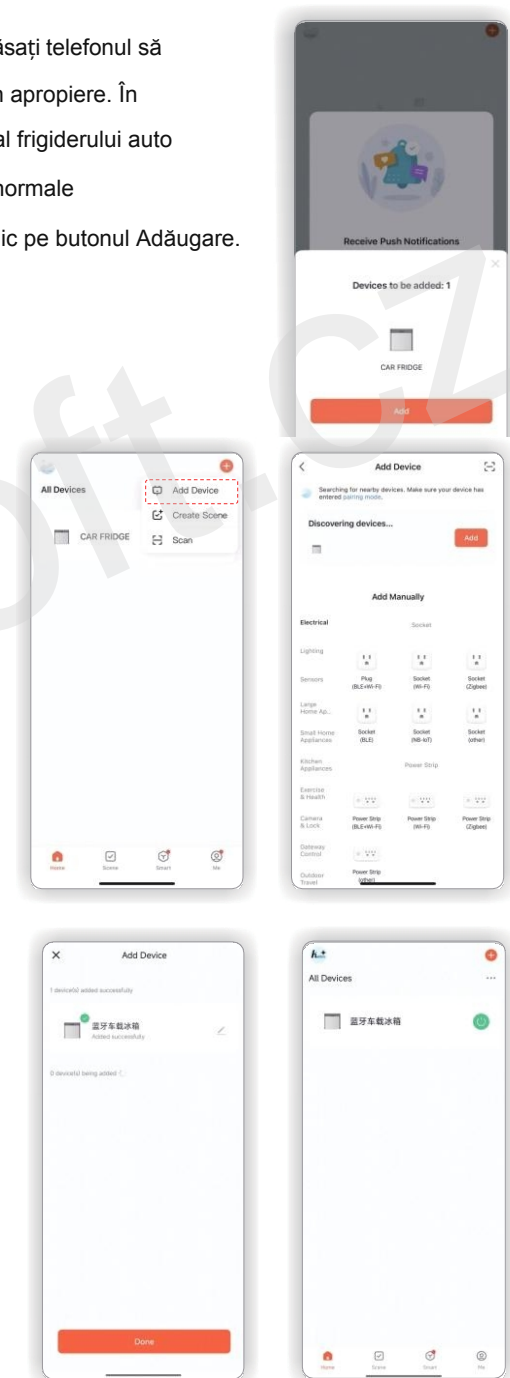 ăsați telefonul să
n apropiere. În
al frigiderului auto
normale
ic pe butonul Adăugare.
Receive Push Notifications
Devices to be added: 1
CAR FRIDGE
Add
All Devices
Add Device
Create Scene
Scan
CAR FRIDGE
Home Scene Smart Me
Add Device
Searching for nearby devices. Make sure your device has
entered pairing mode.
Discovering devices...
Add
Add Manually
Electrical
Socket
Lighting
Sensors
Plug
(BLE+Wi-Fi)
Socket
(Wi-Fi)
Socket
(Zigbee)
Large
Home Ap...
Small Home
Appliances
Socket
(BLE)
Socket
(NB-IoT)
Socket
(other)
Kitchen
Appliances
Power Strip
Exercise
& Health
Camera
& Lock
Power Strip
(BLE+Wi-Fi)
Power Strip
(Wi-Fi)
Power Strip
(Zigbee)
Gateway
Control
Outdoor
Travel
Power Strip
(other)
Add Device
1 device(s) added successfully
蓝牙车载冰箱
Added successfully
0 device(s) being added
Done
All Devices
蓝牙车载冰箱
Home Scene Smart Me
oft.cz